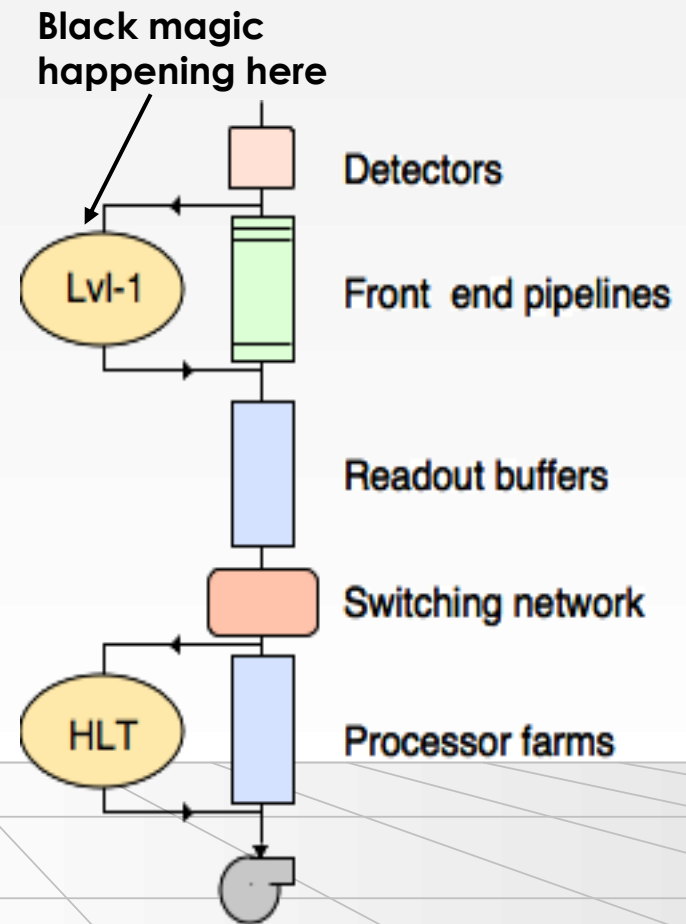 Black magic
happening here
Detectors
Lvl-1
Front end pipelines
Readout buffers
Switching network
HLT
Processor farms